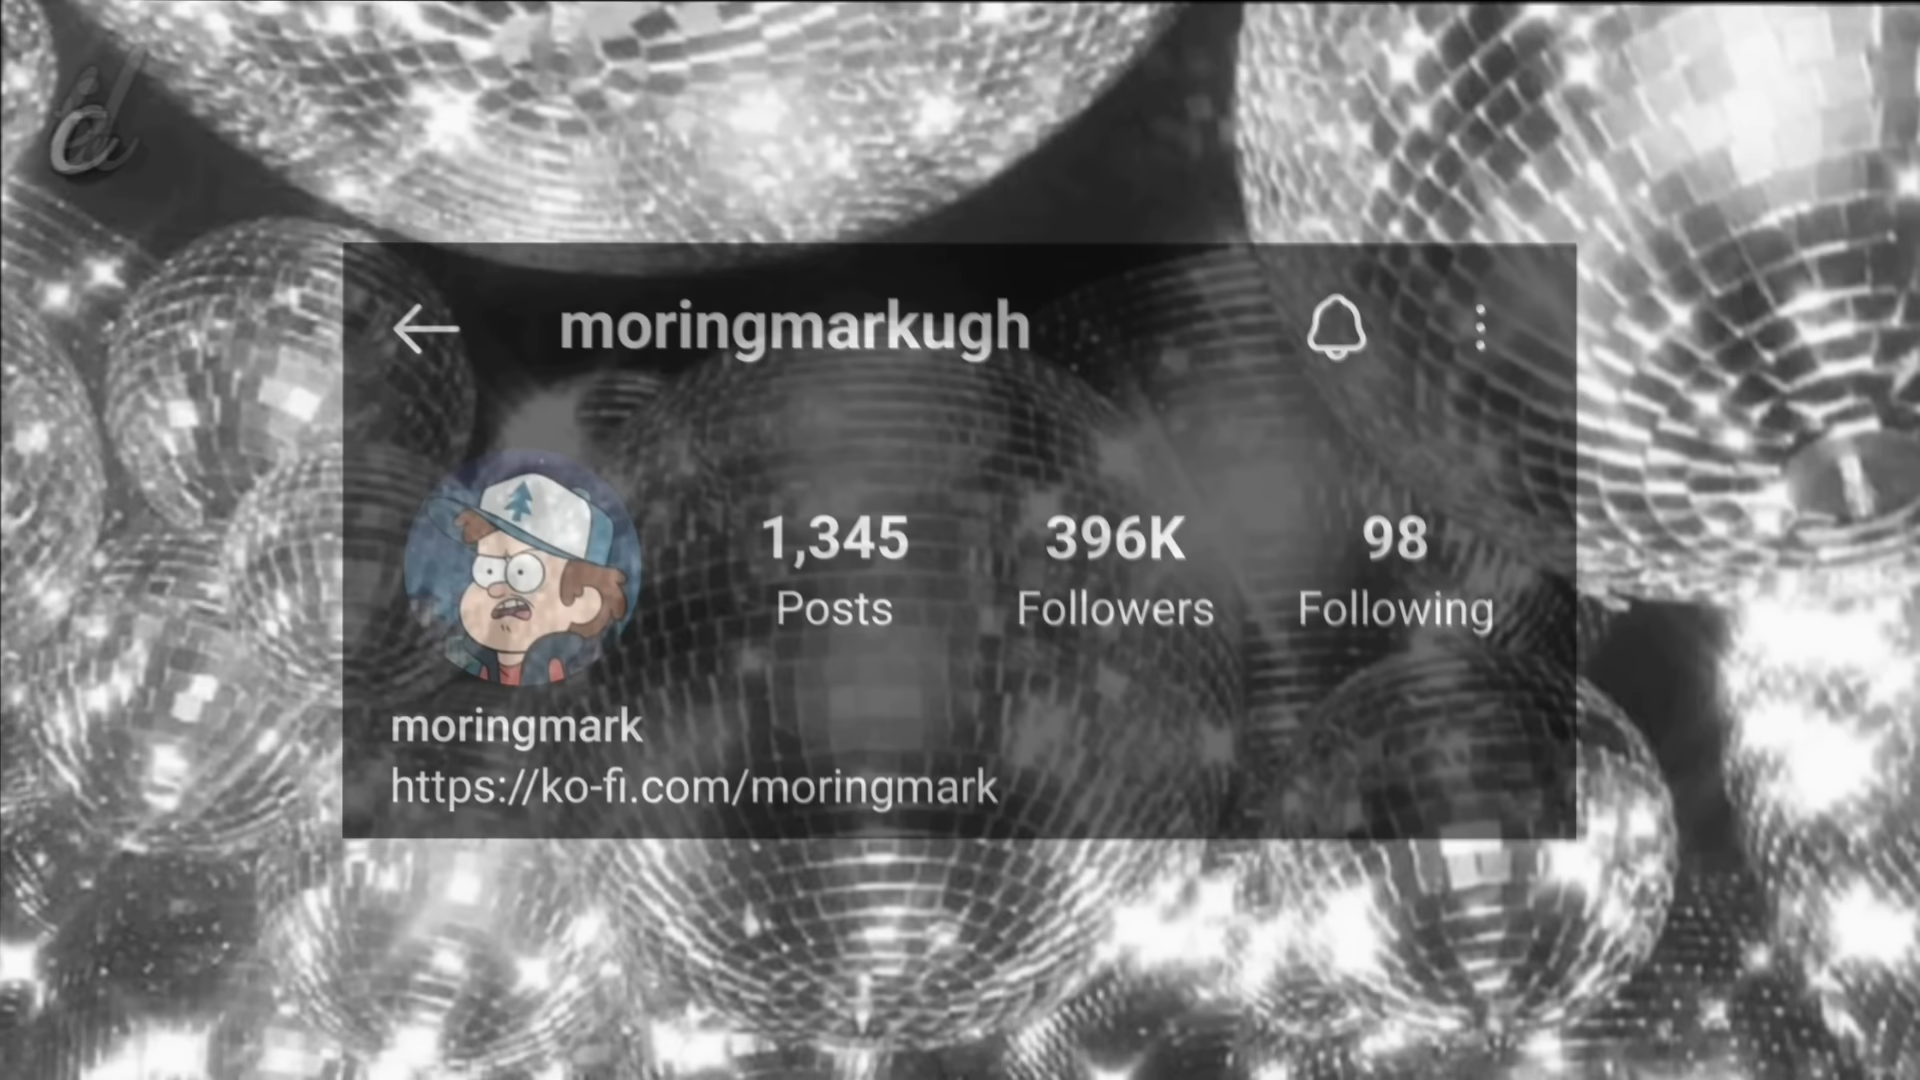 moringmarkugh
1,345 396K 98
Posts Followers Following
moringmark
https://ko-fi.com/moringmark